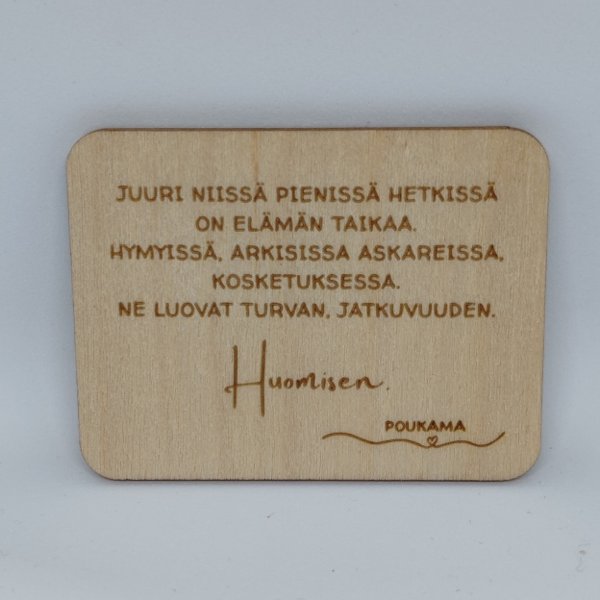 JUURI NIISSÄ PIENISSÄ HETKISSÄ
ON ELÄMÄN TAIKAA.
HYMYISSÄ, ARKISISSA ASKAREISSA,
KOSKETUKSESSA.
NE LUOVAT TURVAN, JATKUVUUDEN.
Huomisen.
POUKAMA